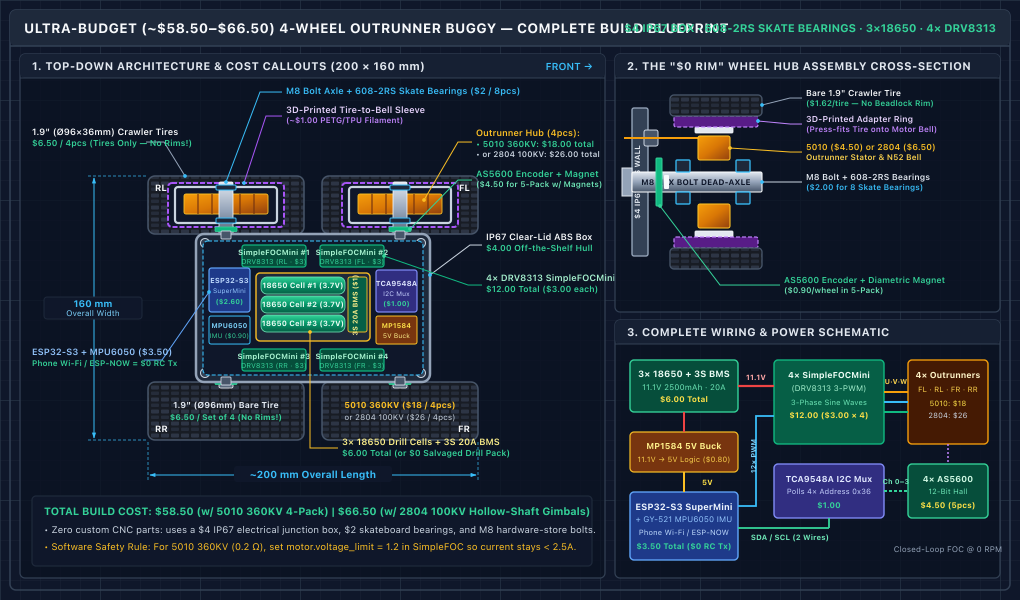 ULTRA-BUDGET (~$58.50–$66.50) 4-WHEEL OUTRUNNER BUGGY — COMPLETE BUILD BLUEPRINT
608-2RS SKATE BEARINGS · 3×18650 · 4× DRV8313
1. TOP-DOWN ARCHITECTURE & COST CALLOUTS (200 × 160 mm)
FRONT →
M8 Bolt Axle + 608-2RS Skate Bearings ($2 / 8pcs)
3D-Printed Tire-to-Bell Sleeve
(~$1.00 PETG/TPU Filament)
1.9" (Ø96×36mm) Crawler Tires
$6.50 / 4pcs (Tires Only — No Rims!)
Outrunner Hub (4pcs):
• 5010 360KV: $18.00 total
• or 2804 100KV: $26.00 total
AS5600 Encoder + Magnet
($4.50 for 5-Pack w/ Magnets)
RL
FL
IP67 Clear-Lid ABS Box
$4.00 Off-the-Shelf Hull
4× DRV8313 SimpleFOCMini
$12.00 Total ($3.00 each)
SimpleFOCMini #1
DRV8313 (RL · $3
SimpleFOCMini #2
DRV8313 (FL · $3
ESP32-S3
SuperMini
($2.60)
MPU6050
IMU ($0.90)
18650 Cell #1 (3.7V)
18650 Cell #2 (3.7V)
18650 Cell #3 (3.7V)
3S 20A BMS ($1)
TCA9548A
I2C Mux
($1.00)
MP1584
5V Buck
SimpleFOCMini #3
DRV8313 (RR · $3
SimpleFOCMini #4
DRV8313 (FR · $3
160 mm
Overall Width
ESP32-S3 + MPU6050 ($3.50)
Phone Wi-Fi / ESP-NOW = $0 RC Tx
1.9" (Ø96mm) Bare Tire
$6.50 / Set of 4 (No Rims!)
RR
5010 360KV ($18 / 4pcs)
or 2804 100KV ($26 / 4pcs)
FR
3× 18650 Drill Cells + 3S 20A BMS
$6.00 Total (or $0 Salvaged Drill Pack)
~200 mm Overall Length
TOTAL BUILD COST: $58.50 (w/ 5010 360KV 4-Pack) | $66.50 (w/ 2804 100KV Hollow-Shaft Gimbals)
• Zero custom CNC parts: uses a $4 IP67 electrical junction box, $2 skateboard bearings, and M8 hardware-store bolts.
• Software Safety Rule: For 5010 360KV (0.2 Ω), set motor.voltage_limit = 1.2 in SimpleFOC so current stays < 2.5A.
2. THE "$0 RIM" WHEEL HUB ASSEMBLY CROSS-SECTION
$4 IP WALL
M8 X BOLT DEAD-AXLE
Bare 1.9" Crawler Tire
($1.62/tire — No Beadlock Rim)
3D-Printed Adapter Ring
(Press-fits Tire onto Motor Bell)
5010 ($4.50) or 2804 ($6.50)
Outrunner Stator & N52 Bell
M8 Bolt + 608-2RS Bearings
($2.00 for 8 Skate Bearings)
AS5600 Encoder + Diametric Magnet
($0.90/wheel in 5-Pack)
3. COMPLETE WIRING & POWER SCHEMATIC
3× 18650 + 3S BMS
11.1V 2500mAh · 20A
$6.00 Total
11.1V
4× SimpleFOCMini
(DRV8313 3-PWM)
3-Phase Sine Waves
$12.00 ($3.00 × 4)
U·V·W
4× Outrunners
FL · RL · FR · RR
5010: $18
2804: $26
MP1584 5V Buck
11.1V → 5V Logic ($0.80)
5V
12× PWM
ESP32-S3 SuperMini
+ GY-521 MPU6050 IMU
Phone Wi-Fi/ESP-NOW
$3.50 Total ($0 RC Tx)
TCA9548A I2C Mux
Polls 4× Address 0x36
$1.00
Ch 0–3
4× AS5600
12-Bit Hall
$4.50 (5pcs)
SDA / SCL (2 Wires)
Closed-Loop FOC @ 0 RPM